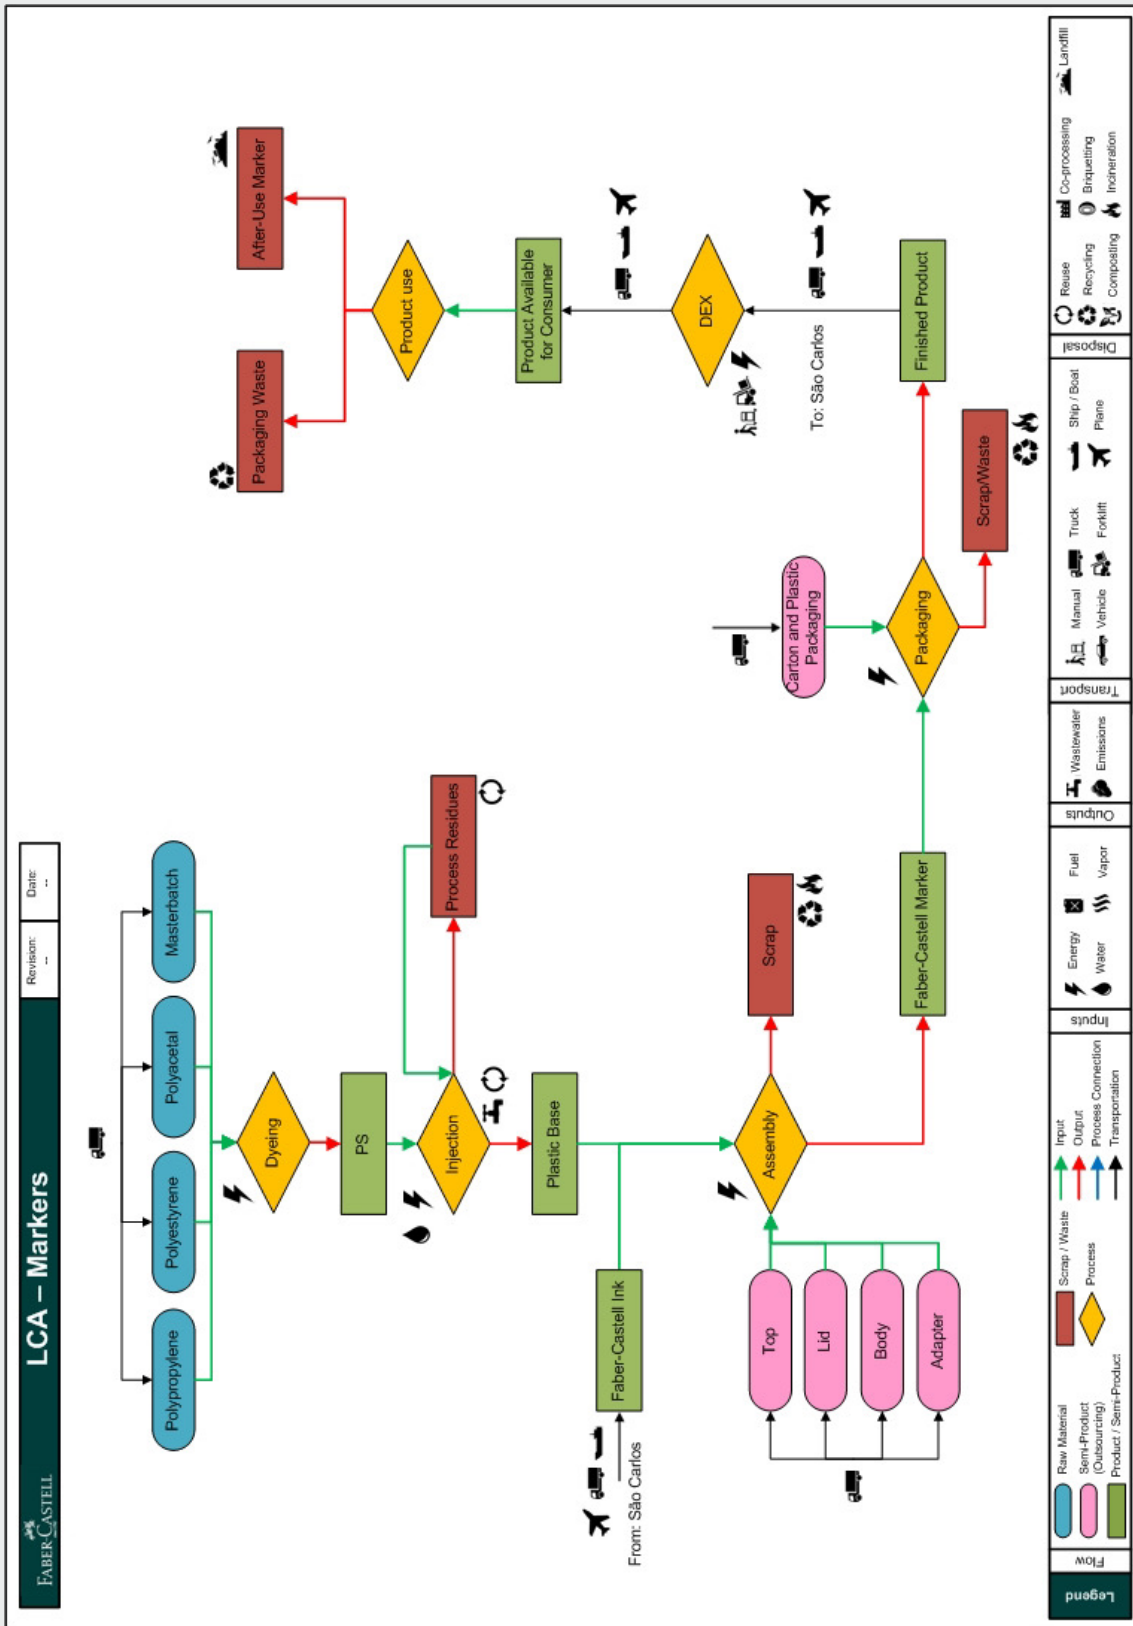 FABER-CASTELL
LCA – Markers
Revision:
--
Date:
--
Polypropylene
Polyestyrene
Polyacetal
Masterbatch
Dyeing
PS
Injection
Process Residues
Plastic Base
From: São Carlos
Faber-Castell Ink
Top
Lid
Body
Adapter
Assembly
Scrap
Faber-Castell Marker
Carton and Plastic
Packaging
Packaging
Scrap/Waste
Finished Product
To: São Carlos
DEX
Product Available
for Consumer
Product use
Packaging Waste
After-Use Marker
Legend
Flow
Raw Material
Semi-Product
(Outsourcing)
Product / Semi-Product
Scrap / Waste
Process
Input
Output
Process Connection
Transportation
Inputs
Energy
Water
Fuel
Vapor
Outputs
Wastewater
Emissions
Transport
Manual
Vehicle
Truck
Forklift
Ship / Boat
Plane
Disposal
Reuse
Recycling
Composting
Co-processing
Briquetting
Incineration
Landfill